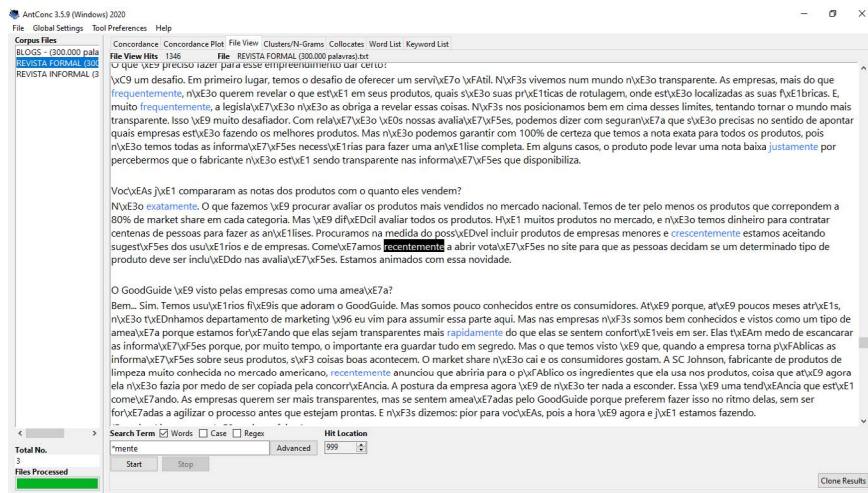 AntConc 3.5.9 (Windows) 2020
File Global Settings Tool Preferences Help
Corpus Files
BLOGS - (300.000 pala
REVISTA FORMAL (300
REVISTA INFORMAL (3
Concordance Concordance Plot File View Clusters/N-Grams Collocates Word List Keyword List
File View Hits 1346 File REVISTA FORMAL (300.000 palavras).txt
O que \xE9 preciso fazer para esse empreendimento dar certo?
\xC9 um desafio. Em primeiro lugar, temos o desafio de oferecer um servi\xE7o \xFAtil. N\xF3s vivemos num mundo n\xE3o transparente. As empresas, mais do que
frequentemente, n\xE3o querem revelar o que est\xE1 em seus produtos, quais s\xE3o suas pr\xE1ticas de rotulagem, onde est\xE3o localizadas as suas f\xE1bricas. E,
muito frequentemente, a legisla\xE7\xE3o n\xE3o as obriga a revelar essas coisas. N\xF3s nos posicionamos bem em cima desses limites, tentando tornar o mundo mais
transparente. Isso \xE9 muito desafiador. Com rela\xE7\xE3o \xE0s nossas avalia\xE7\xF5es, podemos dizer com seguran\xE7a que s\xE3o precisas no sentido de apontar
quais empresas est\xE3o fazendo os melhores produtos. Mas n\xE3o podemos garantir com 100% de certeza que temos a nota exata para todos os produtos, pois
n\xE3o temos todas as informa\xE7\xF5es necess\xE1rias para fazer uma an\xE1lise completa. Em alguns casos, o produto pode levar uma nota baixa justamente por
percebermos que o fabricante n\xE3o est\xE1 sendo transparente nas informa\xE7\xF5es que disponibiliza.
Voc\xEAs j\xE1 compararam as notas dos produtos com o quanto eles vendem?
N\xE3o exatamente. O que fazemos \xE9 procurar avaliar os produtos mais vendidos no mercado nacional. Temos de ter pelo menos os produtos que correpondem a
80% de market share em cada categoria. Mas \xE9 dif\xEDcil avaliar todos os produtos. H\xE1 muitos produtos no mercado, e n\xE3o temos dinheiro para contratar
centenas de pessoas para fazer as an\xE1lises. Procuramos na medida do poss\xEDvel incluir produtos de empresas menores e crescentemente estamos aceitando
sugest\xF5es dos usu\xE1rios e de empresas. Come\xE7amos recentemente a abrir vota\xE7\xF5es no site para que as pessoas decidam se um determinado tipo de
produto deve ser inclu\xEDdo nas avalia\xE7\xF5es. Estamos animados com essa novidade.
O GoodGuide \xE9 visto pelas empresas como uma amea\xE7a?
Bem... Sim. Temos usu\xE1rios fi\xE9is que adoram o GoodGuide. Mas somos pouco conhecidos entre os consumidores. At\xE9 porque, at\xE9 poucos meses atr\xE1s,
n\xE3o t\xEDnhamos departamento de marketing \x96 eu vim para assumir essa parte aqui. Mas nas empresas n\xF3s somos bem conhecidos e vistos como um tipo de
amea\xE7a porque estamos for\xE7ando que elas sejam transparentes mais rapidamente do que elas se sentem confort\xE1veis em ser. Elas t\xEAm medo de escancarar
as informa\xE7\xF5es porque, por muito tempo, o importante era guardar tudo em segredo. Mas o que temos visto \xE9 que, quando a empresa torna p\xFAblicas as
informa\xE7\xF5es sobre seus produtos, s\xF3 coisas boas acontecem. O market share n\xE3o cai e os consumidores gostam. A SC Johnson, fabricante de produtos de
limpeza muito conhecida no mercado americano, recentemente anunciou que abriria para o p\xFAblico os ingredientes que ela usa nos produtos, coisa que at\xE9 agora
ela n\xE3o fazia por medo de ser copiada pela concorr\xEAncia. A postura da empresa agora \xE9 de n\xE3o ter nada a esconder. Essa \xE9 uma tend\xEAncia que est\xE1
come\xE7ando. As empresas querem ser mais transparentes, mas se sentem amea\xE7adas pelo GoodGuide porque preferem fazer isso no ritmo delas, sem ser
for\xE7adas a agilizar o processo antes que estejam prontas. E n\xF3s dizemos: pior para voc\xEAs, pois a hora \xE9 agora e j\xE1 estamos fazendo.
Search Term Words Case Regex Hit Location
*mente Advanced 999
Start Stop
Total No.
3
Files Processed
Clone Results